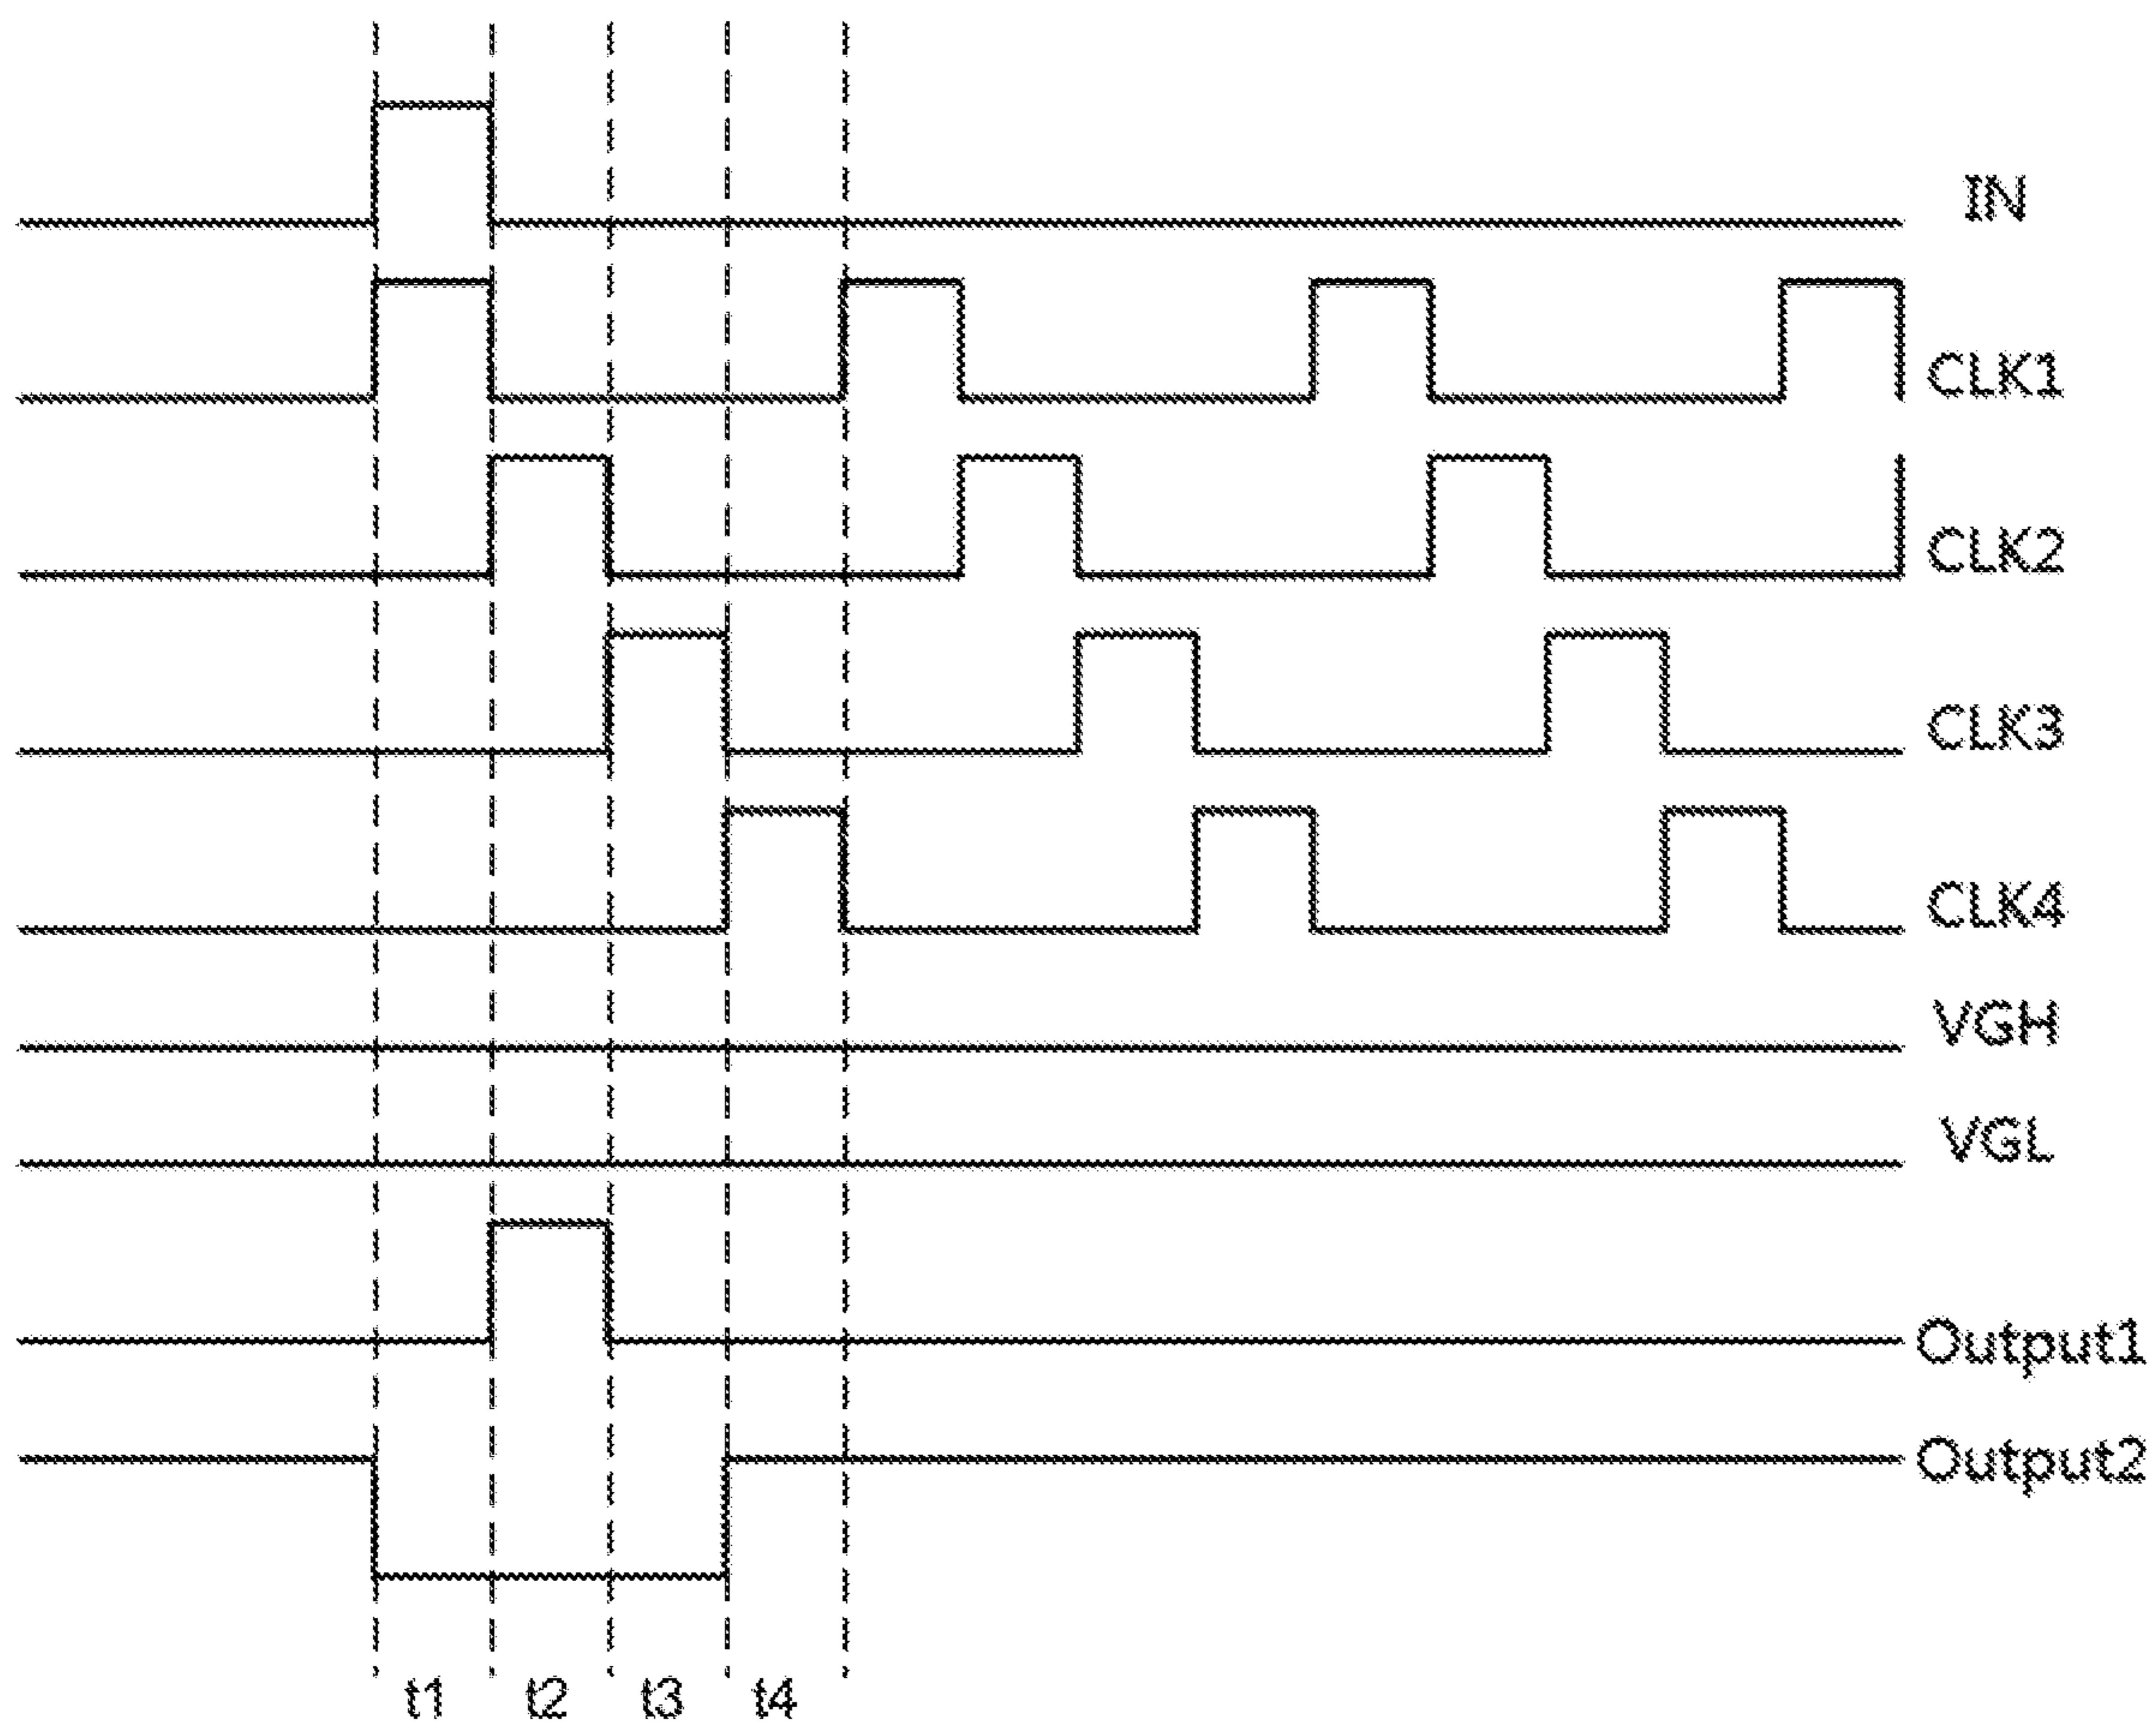 IN
CLK1
CLK2
CLK3
CLK4
VGH
VGL
Output1
Output2
t1 t2 t3 t4